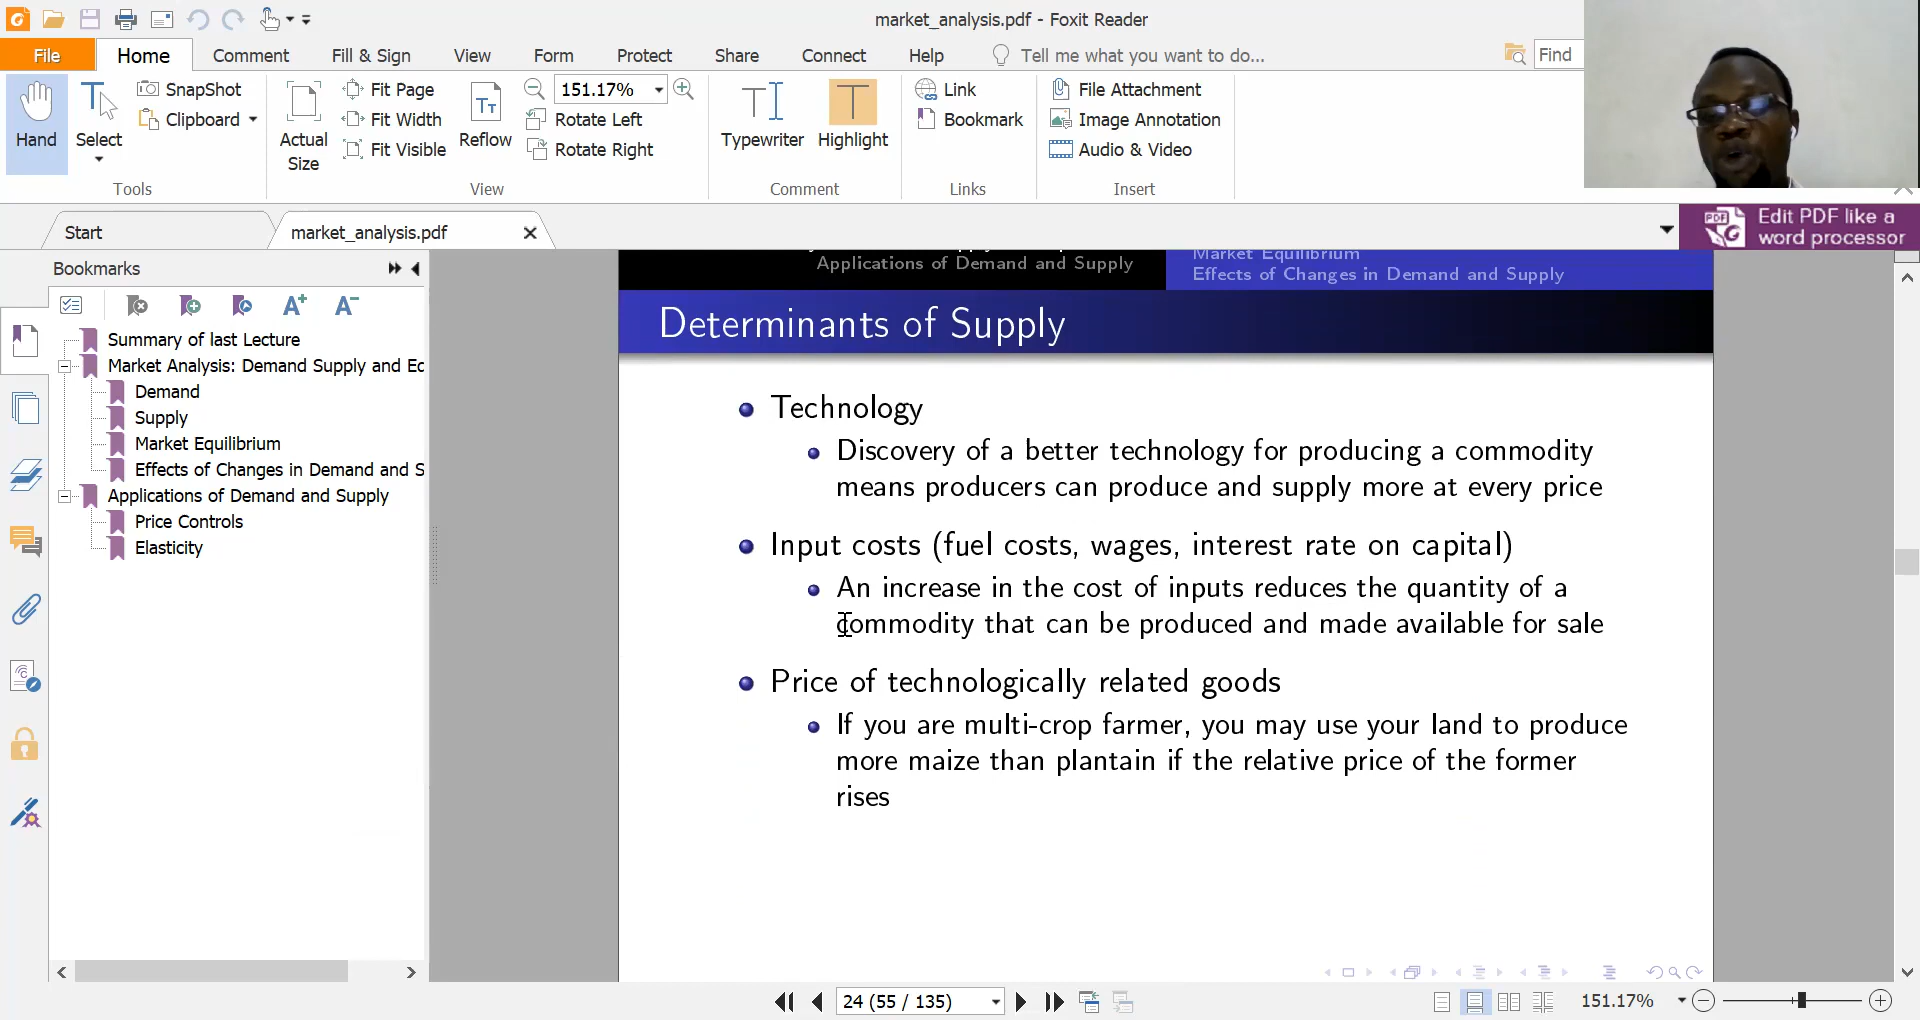 market_analysis.pdf - Foxit Reader
File Home Comment Fill & Sign View Form Protect Share Connect Help Tell me what you want to do... Find
Hand
Select
SnapShot
Clipboard
Tools
Actual
Size
Fit Page
Fit Width
Fit Visible
Reflow
151.17%
Rotate Left
Rotate Right
View
Typewriter
Highlight
Comment
Link
Bookmark
Links
File Attachment
Image Annotation
Audio & Video
Insert
Start
market_analysis.pdf
Edit PDF like a
word processor
Bookmarks
Summary of last Lecture
Market Analysis: Demand Supply and Ec
Demand
Supply
Market Equilibrium
Effects of Changes in Demand and S
Applications of Demand and Supply
Price Controls
Elasticity
Applications of Demand and Supply
Market Equilibrium
Effects of Changes in Demand and Supply
Determinants of Supply
Technology
Discovery of a better technology for producing a commodity
means producers can produce and supply more at every price
Input costs (fuel costs, wages, interest rate on capital)
An increase in the cost of inputs reduces the quantity of a
commodity that can be produced and made available for sale
Price of technologically related goods
If you are multi-crop farmer, you may use your land to produce
more maize than plantain if the relative price of the former
rises
24 (55 / 135)
151.17%